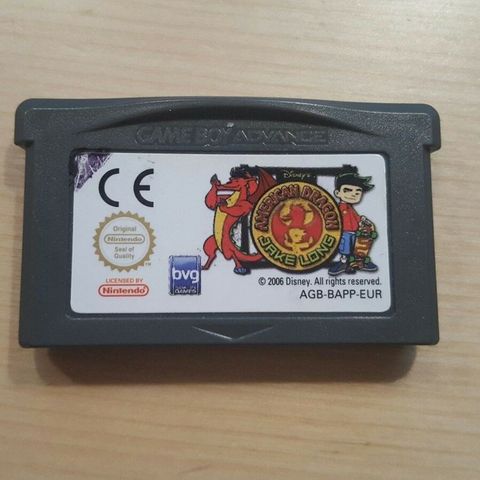 GAME BOY ADVANCE
CE
Original
Nintendo
Seal of
Quality
LICENSED BY
Nintendo
bvg
GAMES
Disney's
AMERICAN DRAGON
JAKE LONG
© 2006 Disney. All rights reserved.
AGB-BAPP-EUR